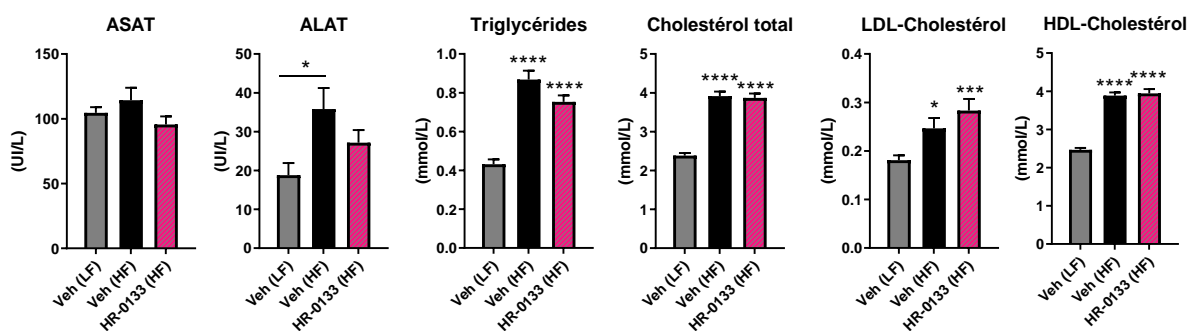 ASAT
(UI/L)
150
100
50
0
Veh (LF)
Veh (HF)
HR-0133 (HF)
ALAT
(UI/L)
50
40
30
20
10
0
*
Veh (LF)
Veh (HF)
HR-0133 (HF)
Triglycérides
(mmol/L)
1.0
0.8
0.6
0.4
0.2
0.0
****
****
Veh (LF)
Veh (HF)
HR-0133 (HF)
Cholestérol total
(mmol/L)
5
4
3
2
1
0
****
****
Veh (LF)
Veh (HF)
HR-0133 (HF)
LDL-Cholestérol
(mmol/L)
0.4
0.3
0.2
0.1
0.0
*
***
Veh (LF)
Veh (HF)
HR-0133 (HF)
HDL-Cholestérol
(mmol/L)
5
4
3
2
1
0
****
****
Veh (LF)
Veh (HF)
HR-0133 (HF)